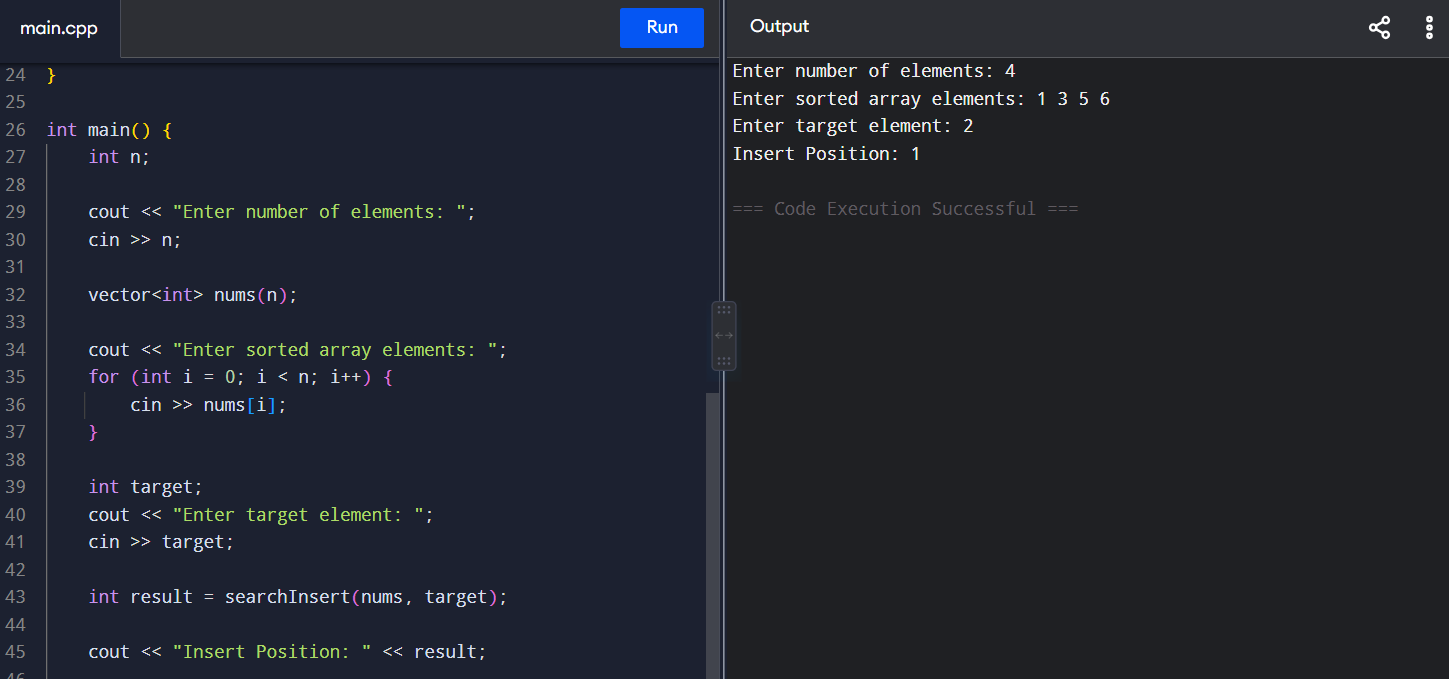 main.cpp
Run
24 }
25
26 int main() {
27     int n;
28
29     cout << "Enter number of elements: ";
30     cin >> n;
31
32     vector<int> nums(n);
33
34     cout << "Enter sorted array elements: ";
35     for (int i = 0; i < n; i++) {
36         cin >> nums[i];
37     }
38
39     int target;
40     cout << "Enter target element: ";
41     cin >> target;
42
43     int result = searchInsert(nums, target);
44
45     cout << "Insert Position: " << result;
46
Output
Enter number of elements: 4
Enter sorted array elements: 1 3 5 6
Enter target element: 2
Insert Position: 1
=== Code Execution Successful ===